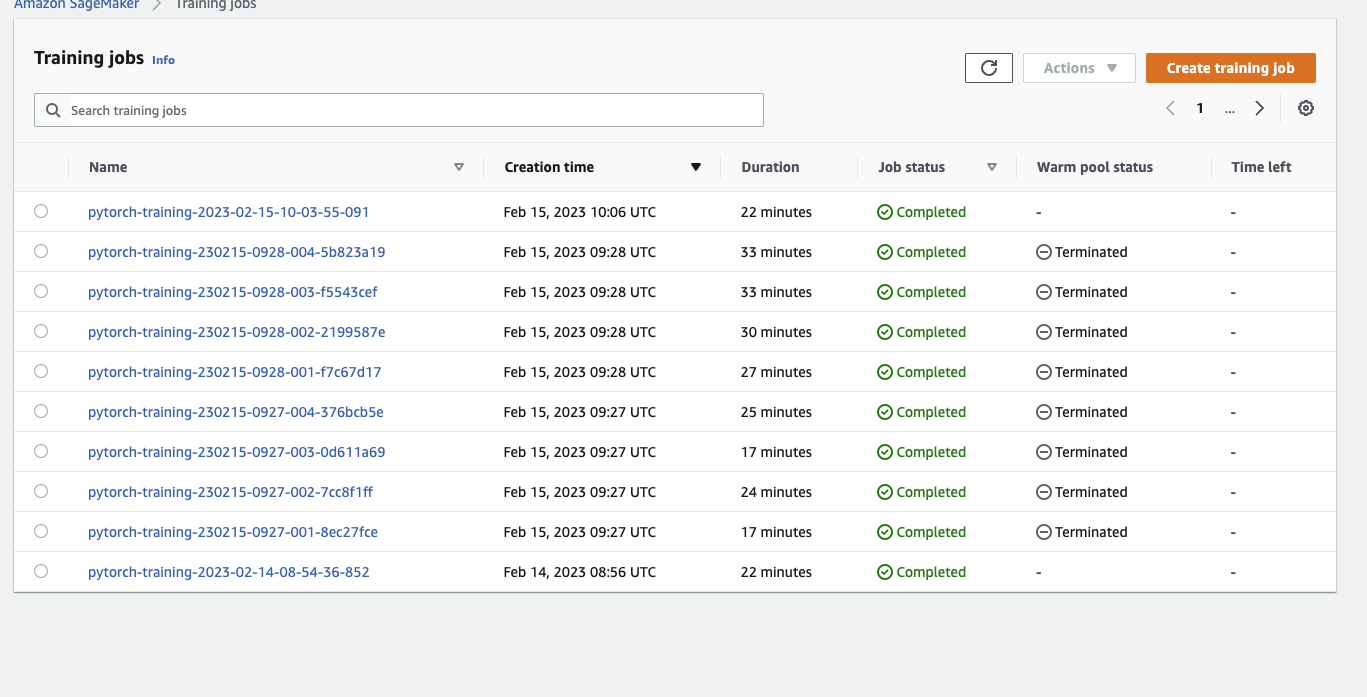 Amazon SageMaker > Training jobs
Training jobs Info
Actions
Create training job
Search training jobs
1 ...
Name Creation time Duration Job status Warm pool status Time left
pytorch-training-2023-02-15-10-03-55-091 Feb 15, 2023 10:06 UTC 22 minutes Completed - -
pytorch-training-230215-0928-004-5b823a19 Feb 15, 2023 09:28 UTC 33 minutes Completed Terminated -
pytorch-training-230215-0928-003-f5543cef Feb 15, 2023 09:28 UTC 33 minutes Completed Terminated -
pytorch-training-230215-0928-002-2199587e Feb 15, 2023 09:28 UTC 30 minutes Completed Terminated -
pytorch-training-230215-0928-001-f7c67d17 Feb 15, 2023 09:28 UTC 27 minutes Completed Terminated -
pytorch-training-230215-0927-004-376bcb5e Feb 15, 2023 09:27 UTC 25 minutes Completed Terminated -
pytorch-training-230215-0927-003-0d611a69 Feb 15, 2023 09:27 UTC 17 minutes Completed Terminated -
pytorch-training-230215-0927-002-7cc8f1ff Feb 15, 2023 09:27 UTC 24 minutes Completed Terminated -
pytorch-training-230215-0927-001-8ec27fce Feb 15, 2023 09:27 UTC 17 minutes Completed Terminated -
pytorch-training-2023-02-14-08-54-36-852 Feb 14, 2023 08:56 UTC 22 minutes Completed - -